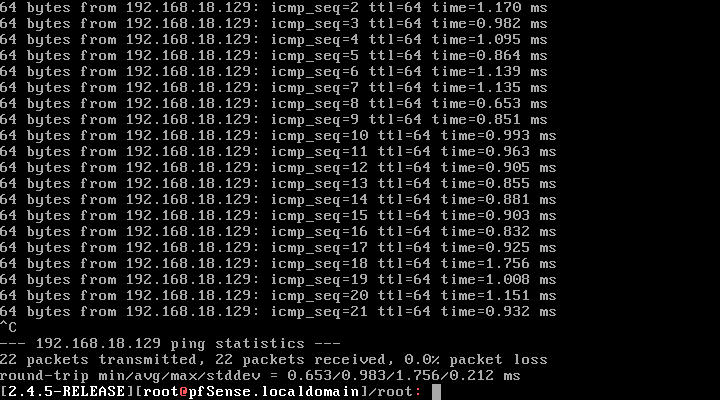 64 bytes from 192.168.18.129: icmp_seq=2 ttl=64 time=1.170 ms
64 bytes from 192.168.18.129: icmp_seq=3 ttl=64 time=0.982 ms
64 bytes from 192.168.18.129: icmp_seq=4 ttl=64 time=1.095 ms
64 bytes from 192.168.18.129: icmp_seq=5 ttl=64 time=0.864 ms
64 bytes from 192.168.18.129: icmp_seq=6 ttl=64 time=1.139 ms
64 bytes from 192.168.18.129: icmp_seq=7 ttl=64 time=1.135 ms
64 bytes from 192.168.18.129: icmp_seq=8 ttl=64 time=0.653 ms
64 bytes from 192.168.18.129: icmp_seq=9 ttl=64 time=0.851 ms
64 bytes from 192.168.18.129: icmp_seq=10 ttl=64 time=0.993 ms
64 bytes from 192.168.18.129: icmp_seq=11 ttl=64 time=0.963 ms
64 bytes from 192.168.18.129: icmp_seq=12 ttl=64 time=0.905 ms
64 bytes from 192.168.18.129: icmp_seq=13 ttl=64 time=0.855 ms
64 bytes from 192.168.18.129: icmp_seq=14 ttl=64 time=0.881 ms
64 bytes from 192.168.18.129: icmp_seq=15 ttl=64 time=0.903 ms
64 bytes from 192.168.18.129: icmp_seq=16 ttl=64 time=0.832 ms
64 bytes from 192.168.18.129: icmp_seq=17 ttl=64 time=0.925 ms
64 bytes from 192.168.18.129: icmp_seq=18 ttl=64 time=1.756 ms
64 bytes from 192.168.18.129: icmp_seq=19 ttl=64 time=1.008 ms
64 bytes from 192.168.18.129: icmp_seq=20 ttl=64 time=1.151 ms
64 bytes from 192.168.18.129: icmp_seq=21 ttl=64 time=0.932 ms
^C
--- 192.168.18.129 ping statistics ---
22 packets transmitted, 22 packets received, 0.0% packet loss
round-trip min/avg/max/stddev = 0.653/0.983/1.756/0.212 ms
[2.4.5-RELEASE][root@pfSense.localdomain]/root: